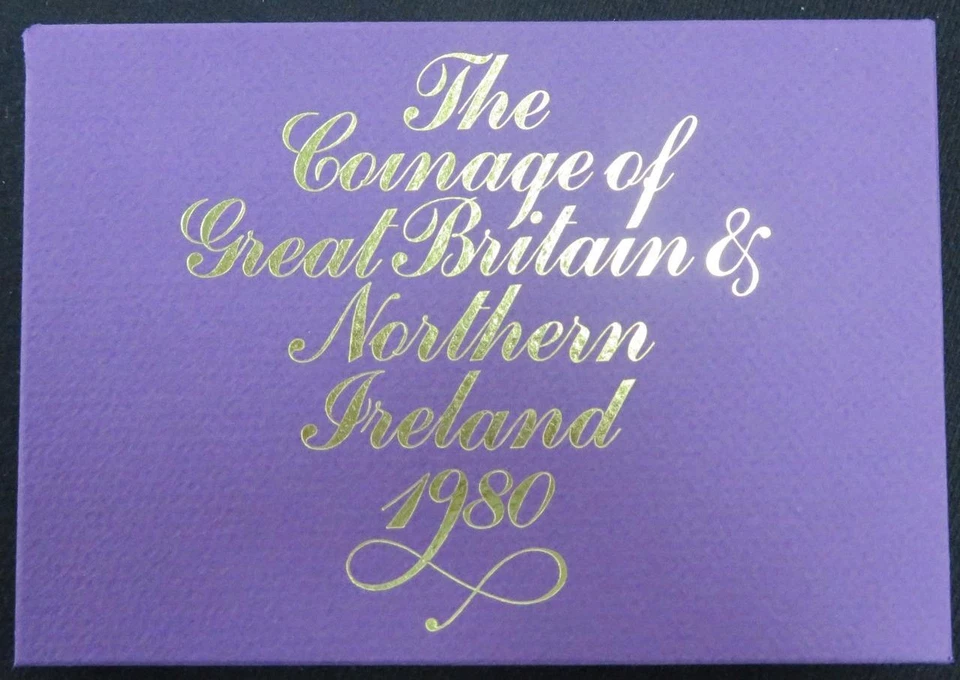 The
Coinage of
Great Britain &
Northern
Ireland
1980